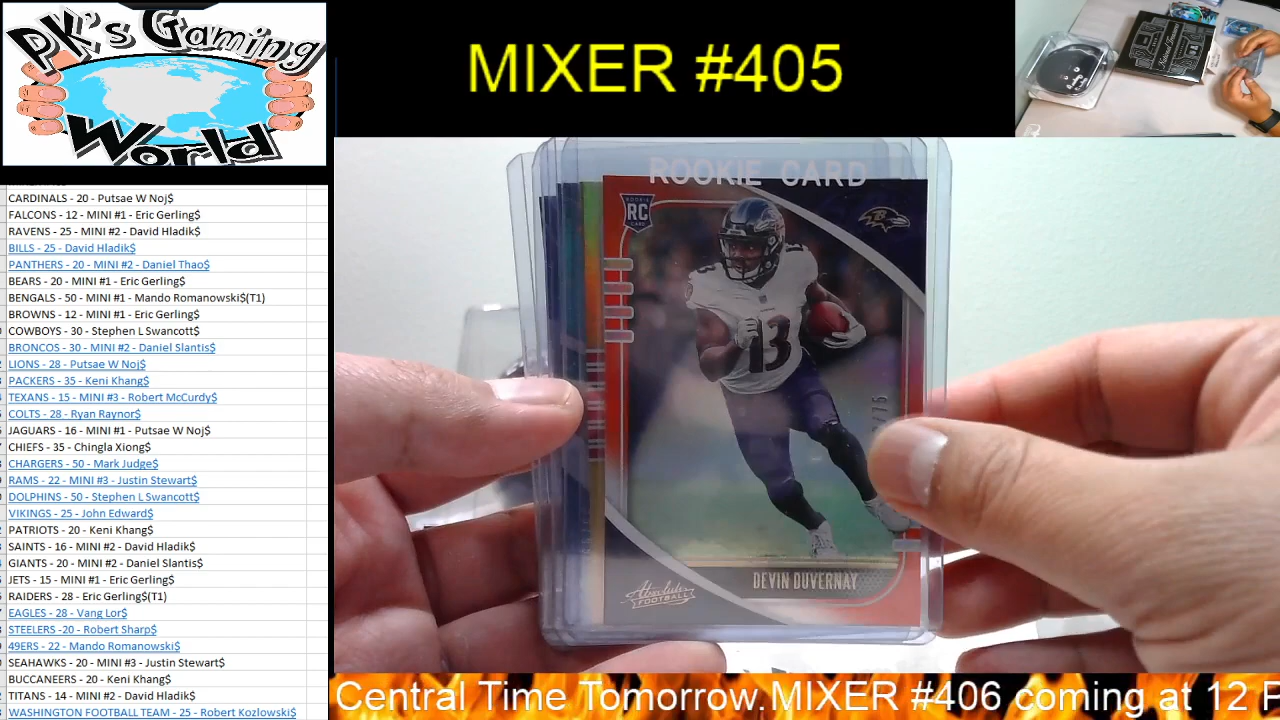 PK's Gaming
World
MIXER #405
CARDINALS - 20 - Putsae W Noj$
FALCONS - 12 - MINI #1 - Eric Gerling$
RAVENS - 25 - MINI #2 - David Hladik$
BILLS - 25 - David Hladik$
PANTHERS - 20 - MINI #2 - Daniel Thao$
BEARS - 20 - MINI #1 - Eric Gerling$
BENGALS - 50 - MINI #1 - Mando Romanowski$(T1)
BROWNS - 12 - MINI #1 - Eric Gerling$
COWBOYS - 30 - Stephen L Swancott$
BRONCOS - 30 - MINI #2 - Daniel Slantis$
LIONS - 28 - Putsae W Noj$
PACKERS - 35 - Keni Khang$
TEXANS - 15 - MINI #3 - Robert McCurdy$
COLTS - 28 - Ryan Raynor$
JAGUARS - 16 - MINI #1 - Putsae W Noj$
CHIEFS - 35 - Chingla Xiong$
CHARGERS - 50 - Mark Judge$
RAMS - 22 - MINI #3 - Justin Stewart$
DOLPHINS - 50 - Stephen L Swancott$
VIKINGS - 25 - John Edward$
PATRIOTS - 20 - Keni Khang$
SAINTS - 16 - MINI #2 - David Hladik$
GIANTS - 20 - MINI #2 - Daniel Slantis$
JETS - 15 - MINI #1 - Eric Gerling$
RAIDERS - 28 - Eric Gerling$(T1)
EAGLES - 28 - Vang Lor$
STEELERS -20 - Robert Sharp$
49ERS - 22 - Mando Romanowski$
SEAHAWKS - 20 - MINI #3 - Justin Stewart$
BUCCANEERS - 20 - Keni Khang$
TITANS - 14 - MINI #2 - David Hladik$
WASHINGTON FOOTBALL TEAM - 25 - Robert Kozlowski$
ROOKIE CARD
ROOKIE
RC
CARD
B
13
13
/75
DEVIN DUVERNAY
Absolute
FOOTBALL
Central Time Tomorrow.MIXER #406 coming at 12 P